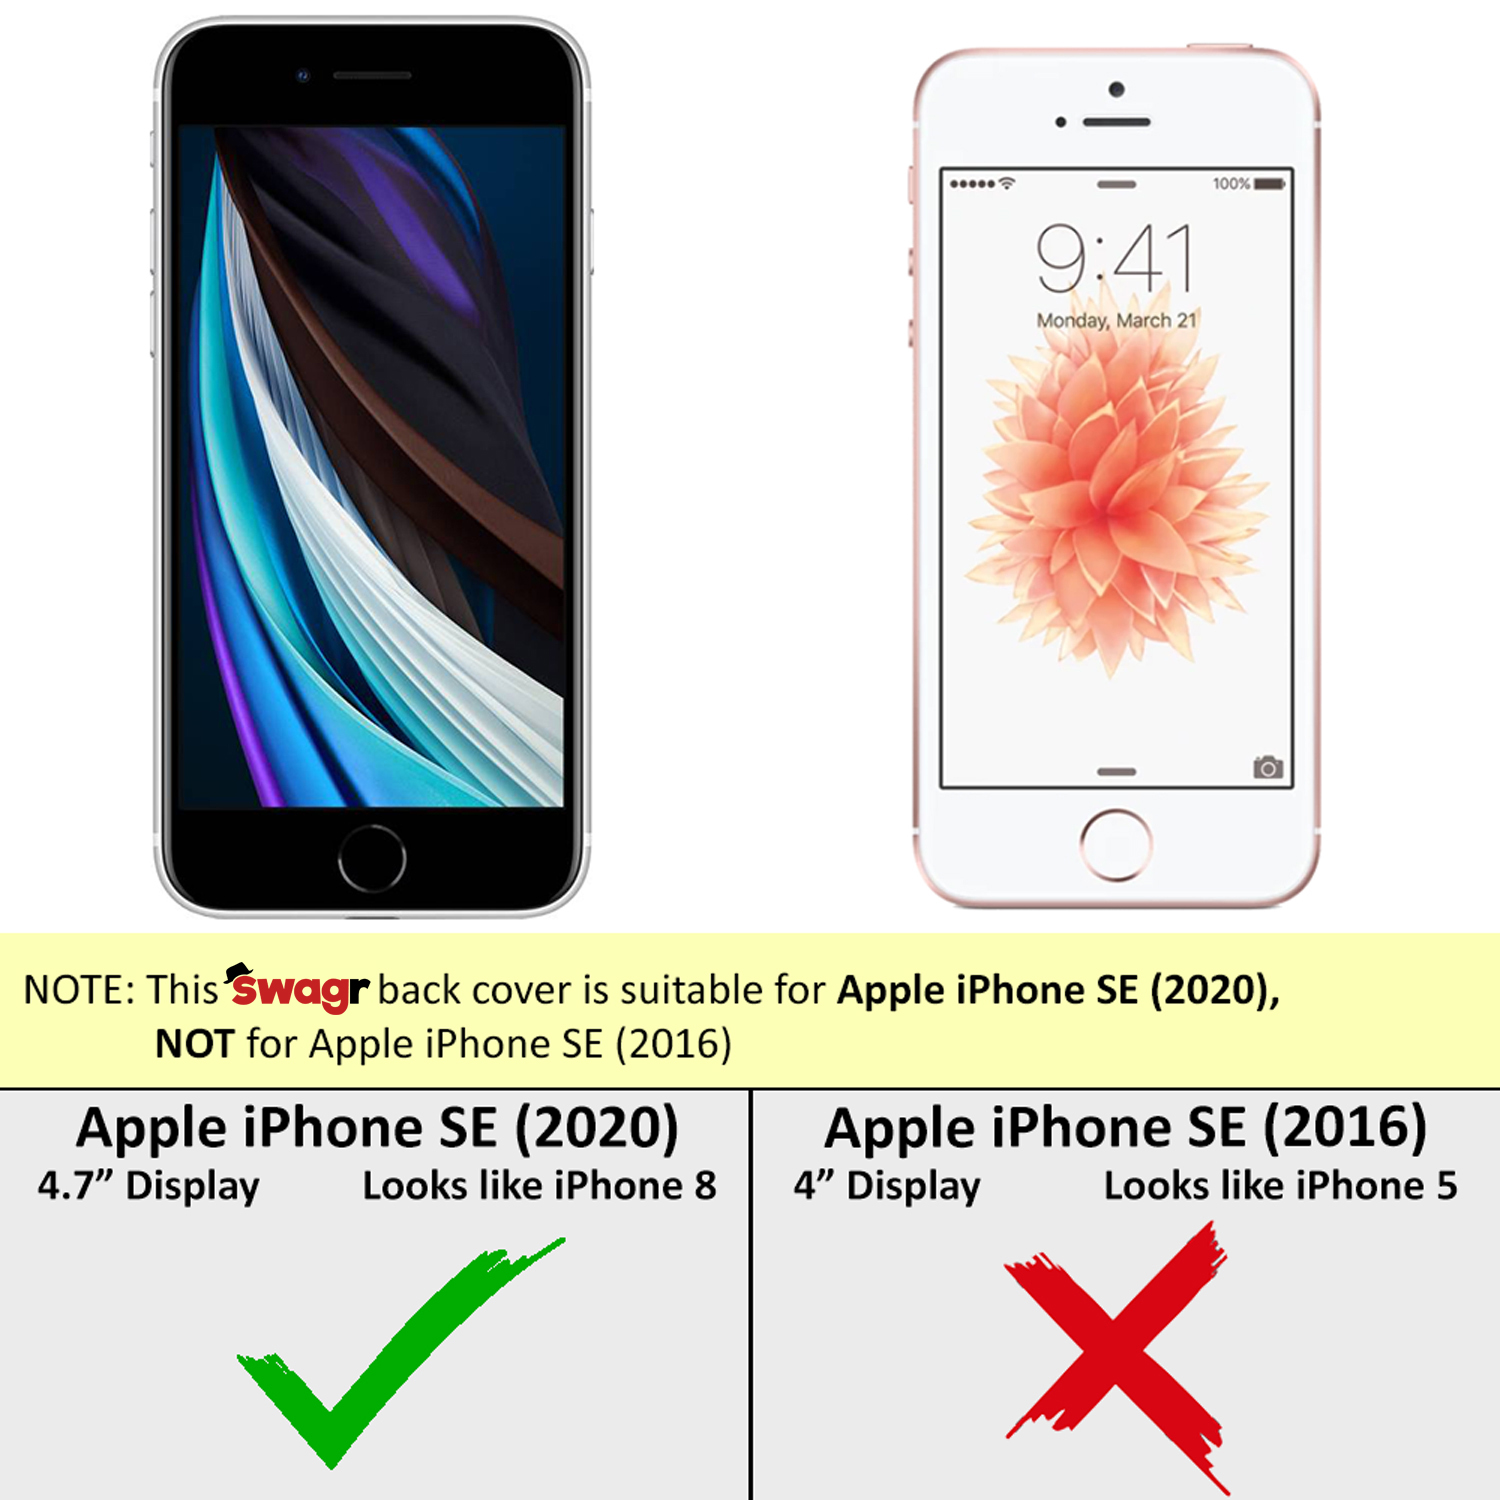 100%
9:41
Monday, March 21
NOTE: This swagr back cover is suitable for Apple iPhone SE (2020),
NOT for Apple iPhone SE (2016)
Apple iPhone SE (2020)
4.7” Display Looks like iPhone 8
Apple iPhone SE (2016)
4” Display Looks like iPhone 5